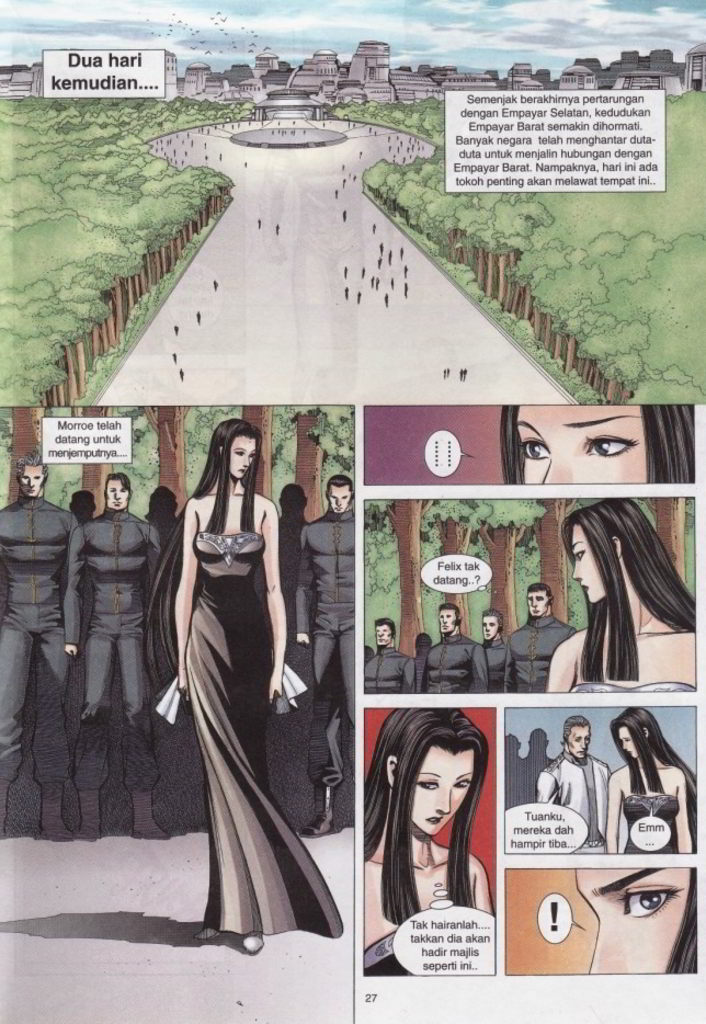 Dua hari
kemudian....
Semenjak berakhirnya pertarungan
dengan Empayar Selatan, kedudukan
Empayar Barat semakin dihormati.
Banyak negara telah menghantar duta-
duta untuk menjalin hubungan dengan
Empayar Barat. Nampaknya, hari ini ada
tokoh penting akan melawat tempat ini..
Morroe telah
datang untuk
menjemputnya....
Felix tak
datang..?
Tuanku,
mereka dah
hampir tiba...
Emm
...
Tak hairanlah....
takkan dia akan
hadir majlis
seperti ini..
!
27